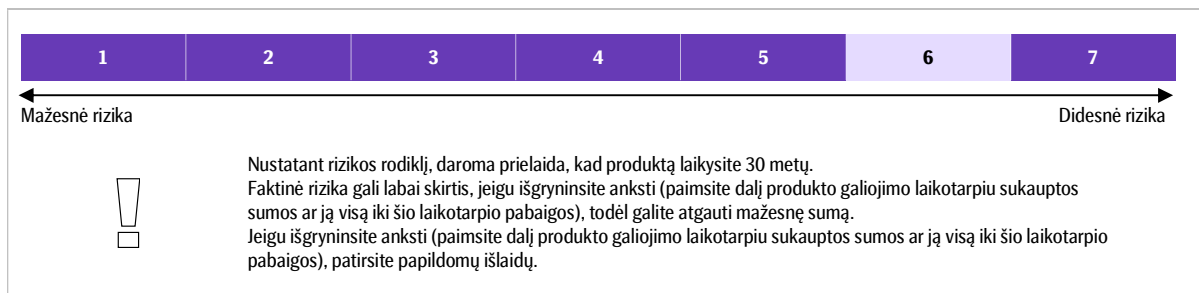 1 2 3 4 5 6 7
Mažesnė rizika Didesnė rizika
Nustatant rizikos rodiklį, daroma prielaida, kad produktą laikysite 30 metų.
Faktinė rizika gali labai skirtis, jeigu išgryninsite anksti (paimsite dalį produkto galiojimo laikotarpiu sukauptos
sumos ar ją visą iki šio laikotarpio pabaigos), todėl galite atgauti mažesnę sumą.
Jeigu išgryninsite anksti (paimsite dalį produkto galiojimo laikotarpiu sukauptos sumos ar ją visą iki šio laikotarpio
pabaigos), patirsite papildomų išlaidų.